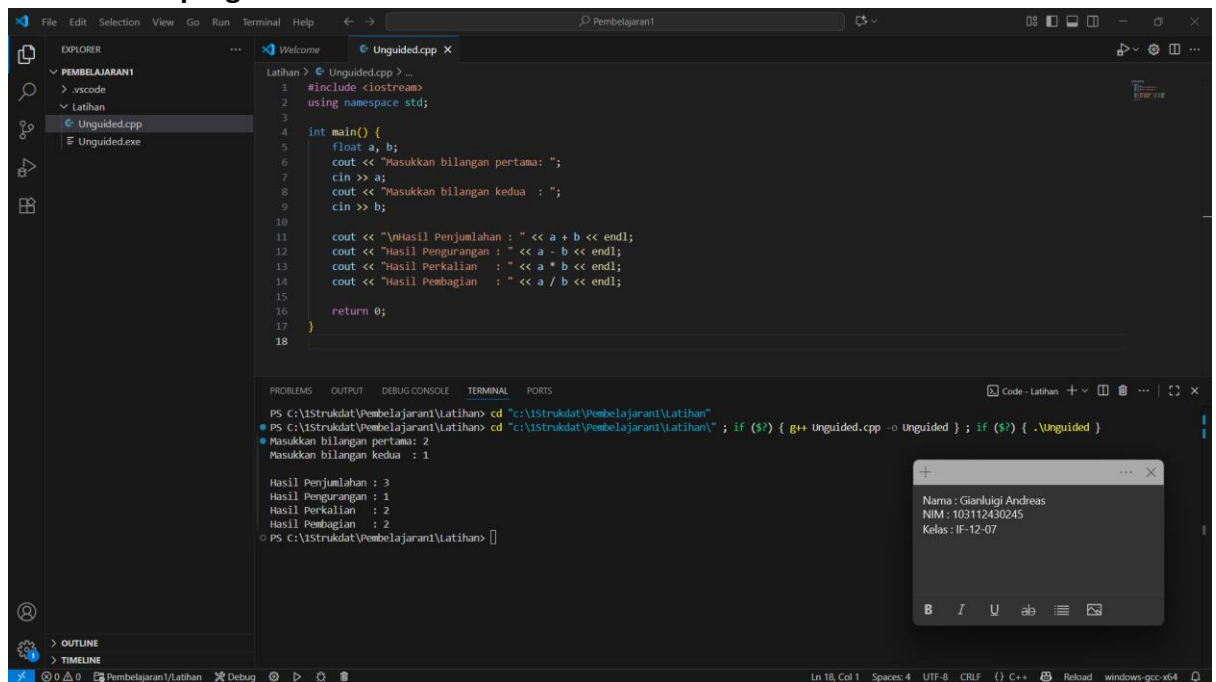 File Edit Selection View Go Run Terminal Help
Pembelajaran1
EXPLORER
PEMBELAJARAN1
.vscode
Latihan
Unguided.cpp
Unguided.exe
OUTLINE
TIMELINE
Welcome
Unguided.cpp
Latihan > Unguided.cpp > ...
1 #include <iostream>
2 using namespace std;
3
4 int main() {
5 float a, b;
6 cout << "Masukkan bilangan pertama: ";
7 cin >> a;
8 cout << "Masukkan bilangan kedua : ";
9 cin >> b;
10
11 cout << "\nHasil Penjumlahan : " << a + b << endl;
12 cout << "Hasil Pengurangan : " << a - b << endl;
13 cout << "Hasil Perkalian : " << a * b << endl;
14 cout << "Hasil Pembagian : " << a / b << endl;
15
16 return 0;
17 }
18
PROBLEMS OUTPUT DEBUG CONSOLE TERMINAL PORTS
Code - Latihan
PS C:\1Strukdat\Pembelajaran1\Latihan> cd "c:\1Strukdat\Pembelajaran1\Latihan"
PS C:\1Strukdat\Pembelajaran1\Latihan> cd "c:\1Strukdat\Pembelajaran1\Latihan\" ; if ($?) { g++ Unguided.cpp -o Unguided } ; if ($?) { .\Unguided }
Masukkan bilangan pertama: 2
Masukkan bilangan kedua : 1
Hasil Penjumlahan : 3
Hasil Pengurangan : 1
Hasil Perkalian : 2
Hasil Pembagian : 2
PS C:\1Strukdat\Pembelajaran1\Latihan>
Nama : Gianluigi Andreas
NIM : 103112430245
Kelas : IF-12-07
B I U ab
0 0 Pembelajaran1/Latihan Debug
Ln 18, Col 1 Spaces: 4 UTF-8 CRLF {} C++ Reload windows-gcc-x64